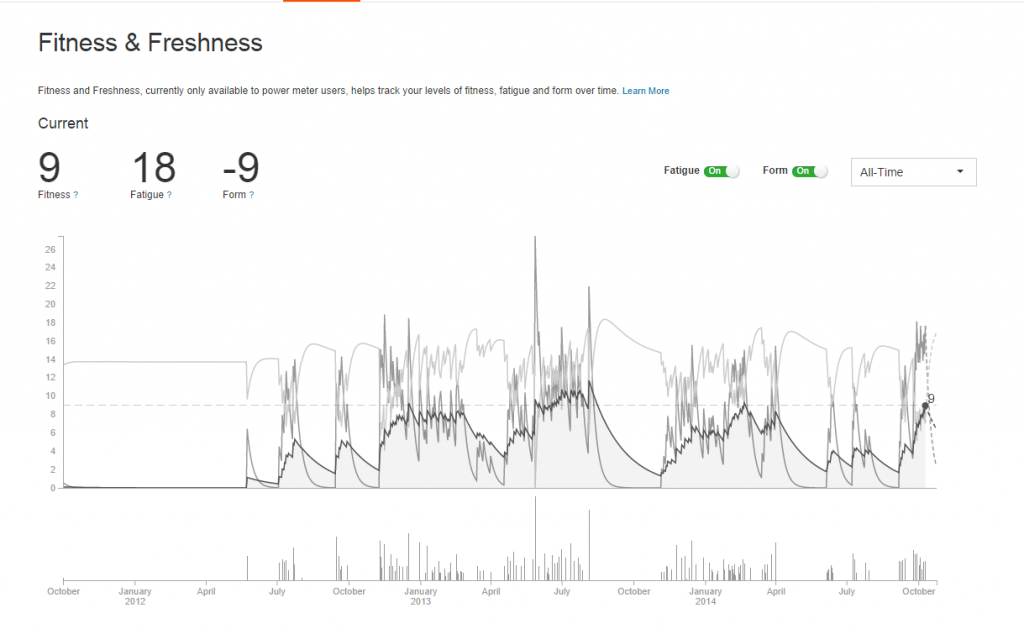 Fitness & Freshness
Fitness and Freshness, currently only available to power meter users, helps track your levels of fitness, fatigue and form over time. Learn More
Current
9 18 -9
Fitness ? Fatigue ? Form ?
Fatigue On Form On All-Time
26
24
22
20
18
16
14
12
10
8
6
4
2
0
9
October January April July October January April July October January April July October
2012 2013 2014